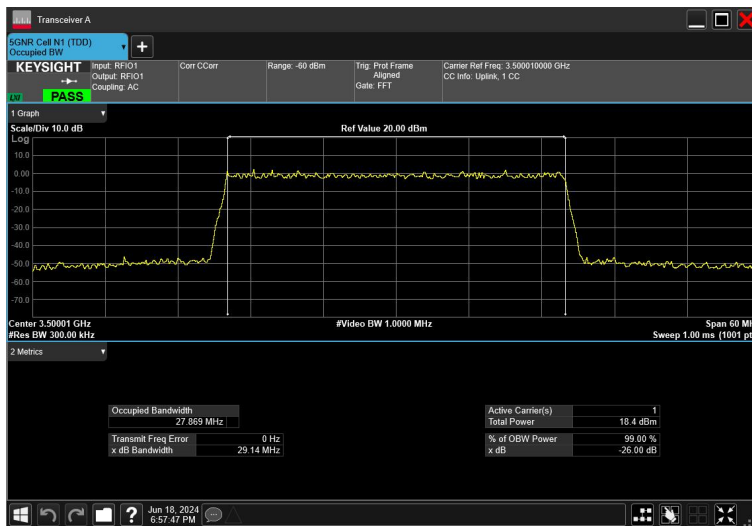 Transceiver A
5GNR Cell N1 (TDD)
Occupied BW
KEYSIGHT
LXI
PASS
Input: RFIO1
Output: RFIO1
Coupling: AC
Corr CCorr
Range: -60 dBm
Trig: Prot Frame
Aligned
Gate: FFT
Carrier Ref Freq: 3.500010000 GHz
CC Info: Uplink, 1 CC
1 Graph
Scale/Div 10.0 dB
Ref Value 20.00 dBm
Log
10.0
0.00
-10.0
-20.0
-30.0
-40.0
-50.0
-60.0
-70.0
Center 3.50001 GHz
#Video BW 1.0000 MHz
Span 60 MH
#Res BW 300.00 kHz
Sweep 1.00 ms (1001 pt
2 Metrics
Occupied Bandwidth
27.869 MHz
Active Carrier(s) 1
Total Power 18.4 dBm
Transmit Freq Error 0 Hz
x dB Bandwidth 29.14 MHz
% of OBW Power 99.00 %
x dB -26.00 dB
?
Jun 18, 2024
6:57:47 PM